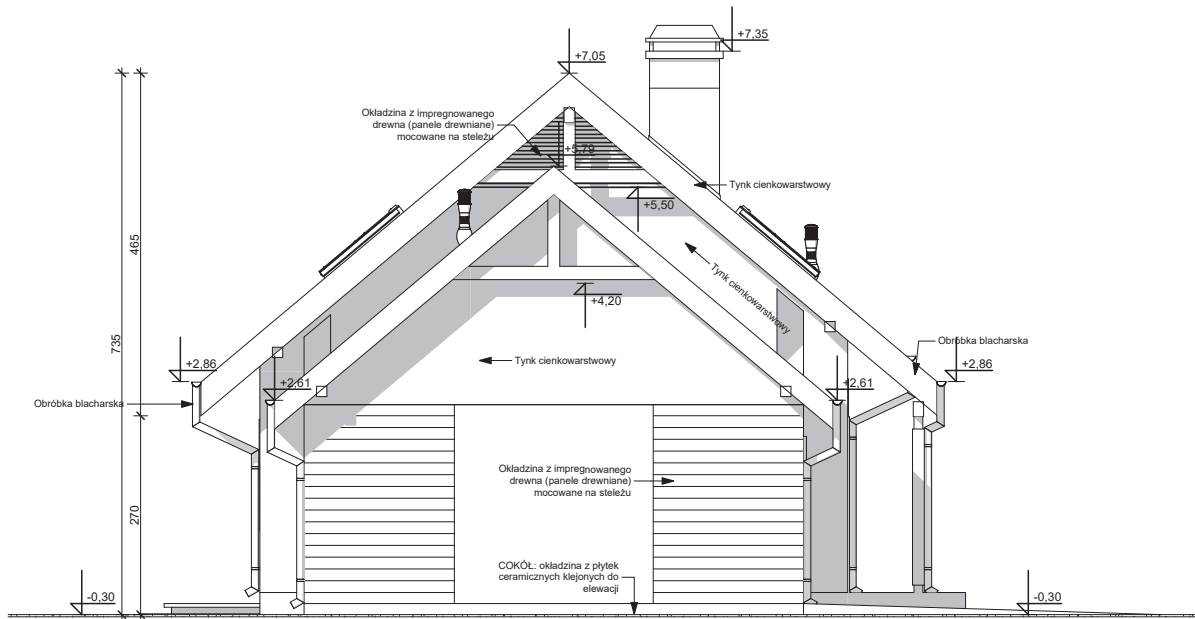 +7,35
+7,05
Okładzina z impregnowanego
drewna (panele drewniane)
mocowane na steleżu
+5,79
Tynk cienkowarstwowy
+5,50
465
Tynk cienkowarstwowy
+4,20
735
Obróbka blacharska
Tynk cienkowarstwowy
+2,86
+2,86
+2,61
+2,61
Obróbka blacharska
Okładzina z impregnowanego
drewna (panele drewniane)
mocowane na steleżu
270
COKÓŁ: okładzina z płytek
ceramicznych klejonych do
elewacji
-0,30
-0,30